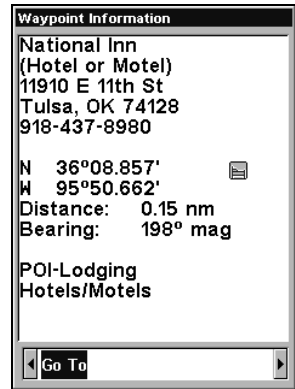 Waypoint Information
National Inn
(Hotel or Motel)
11910 E 11th St
Tulsa, OK 74128
918-437-8980
N 36º08.857'
W 95º50.662'
Distance: 0.15 nm
Bearing: 198º mag
POI-Lodging
Hotels/Motels
Go To